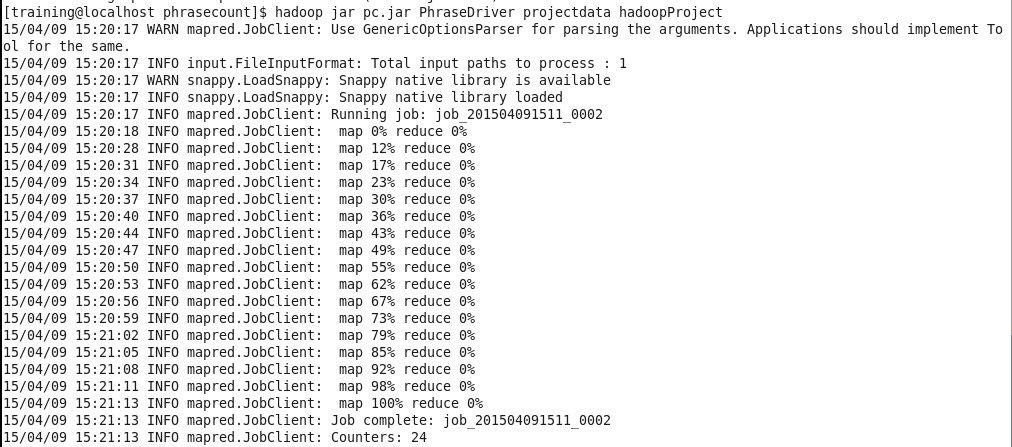 [training@localhost phrasecount]$ hadoop jar pc.jar PhraseDriver projectdata hadoopProject
15/04/09 15:20:17 WARN mapred.JobClient: Use GenericOptionsParser for parsing the arguments. Applications should implement To
ol for the same.
15/04/09 15:20:17 INFO input.FileInputFormat: Total input paths to process : 1
15/04/09 15:20:17 WARN snappy.LoadSnappy: Snappy native library is available
15/04/09 15:20:17 INFO snappy.LoadSnappy: Snappy native library loaded
15/04/09 15:20:17 INFO mapred.JobClient: Running job: job_201504091511_0002
15/04/09 15:20:18 INFO mapred.JobClient:  map 0% reduce 0%
15/04/09 15:20:28 INFO mapred.JobClient:  map 12% reduce 0%
15/04/09 15:20:31 INFO mapred.JobClient:  map 17% reduce 0%
15/04/09 15:20:34 INFO mapred.JobClient:  map 23% reduce 0%
15/04/09 15:20:37 INFO mapred.JobClient:  map 30% reduce 0%
15/04/09 15:20:40 INFO mapred.JobClient:  map 36% reduce 0%
15/04/09 15:20:44 INFO mapred.JobClient:  map 43% reduce 0%
15/04/09 15:20:47 INFO mapred.JobClient:  map 49% reduce 0%
15/04/09 15:20:50 INFO mapred.JobClient:  map 55% reduce 0%
15/04/09 15:20:53 INFO mapred.JobClient:  map 62% reduce 0%
15/04/09 15:20:56 INFO mapred.JobClient:  map 67% reduce 0%
15/04/09 15:20:59 INFO mapred.JobClient:  map 73% reduce 0%
15/04/09 15:21:02 INFO mapred.JobClient:  map 79% reduce 0%
15/04/09 15:21:05 INFO mapred.JobClient:  map 85% reduce 0%
15/04/09 15:21:08 INFO mapred.JobClient:  map 92% reduce 0%
15/04/09 15:21:11 INFO mapred.JobClient:  map 98% reduce 0%
15/04/09 15:21:13 INFO mapred.JobClient:  map 100% reduce 0%
15/04/09 15:21:13 INFO mapred.JobClient: Job complete: job_201504091511_0002
15/04/09 15:21:13 INFO mapred.JobClient: Counters: 24